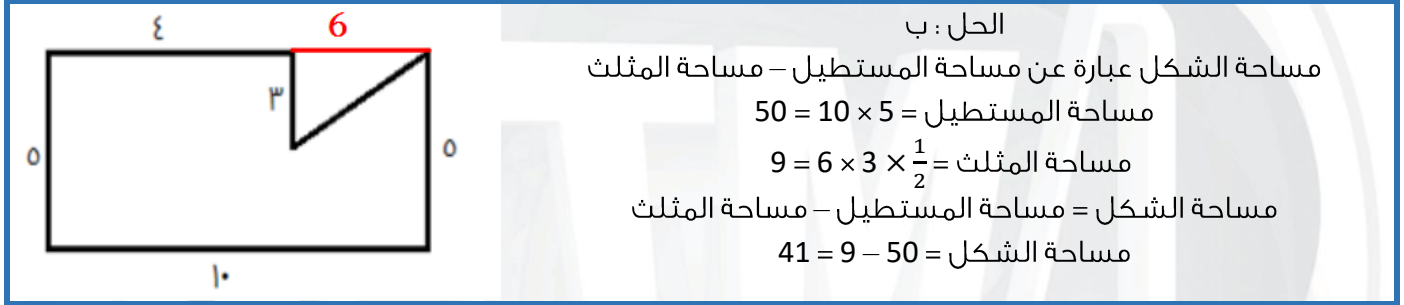 الحل : ب
مساحة الشكل عبارة عن مساحة المستطيل – مساحة المثلث
مساحة المستطيل = 5 × 10 = 50
مساحة المثلث = \frac{1}{2} × 3 × 6 = 9
مساحة الشكل = مساحة المستطيل – مساحة المثلث
مساحة الشكل = 50 – 9 = 41
٤
6
٣
٥
٥
١٠